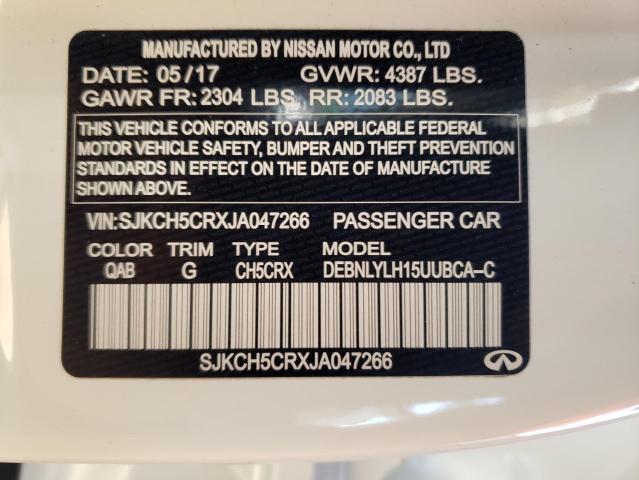 MANUFACTURED BY NISSAN MOTOR CO., LTD
DATE: 05/17 GVWR: 4387 LBS.
GAWR FR: 2304 LBS. RR: 2083 LBS.
THIS VEHICLE CONFORMS TO ALL APPLICABLE FEDERAL
MOTOR VEHICLE SAFETY, BUMPER AND THEFT PREVENTION
STANDARDS IN EFFECT ON THE DATE OF MANUFACTURE
SHOWN ABOVE.
VIN:SJKCH5CRXJA047266 PASSENGER CAR
COLOR TRIM TYPE MODEL
QAB G CH5CRX DEBNLYLH15UUBCA-C
SJKCH5CRXJA047266